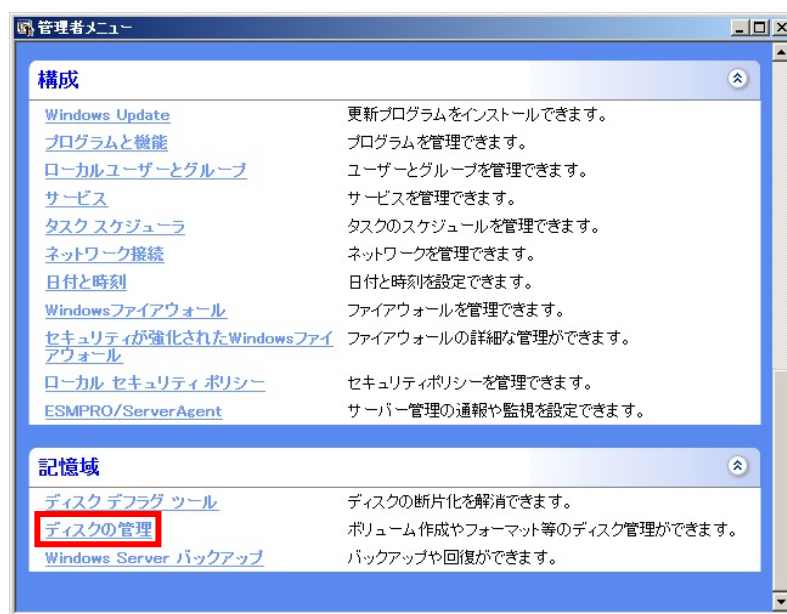 管理者メニュー
構成
Windows Update 更新プログラムをインストールできます。
プログラムと機能 プログラムを管理できます。
ローカルユーザーとグループ ユーザーとグループを管理できます。
サービス サービスを管理できます。
タスク スケジューラ タスクのスケジュールを管理できます。
ネットワーク接続 ネットワークを管理できます。
日付と時刻 日付と時刻を設定できます。
Windowsファイアウォール ファイアウォールを管理できます。
セキュリティが強化されたWindowsファイ ファイアウォールの詳細な管理ができます。
アウォール
ローカル セキュリティ ポリシー セキュリティポリシーを管理できます。
ESMPRO/ServerAgent サーバー管理の通報や監視を設定できます。
記憶域
ディスク デフラグ ツール ディスクの断片化を解消できます。
ディスクの管理 ボリューム作成やフォーマット等のディスク管理ができます。
Windows Server バックアップ バックアップや回復ができます。